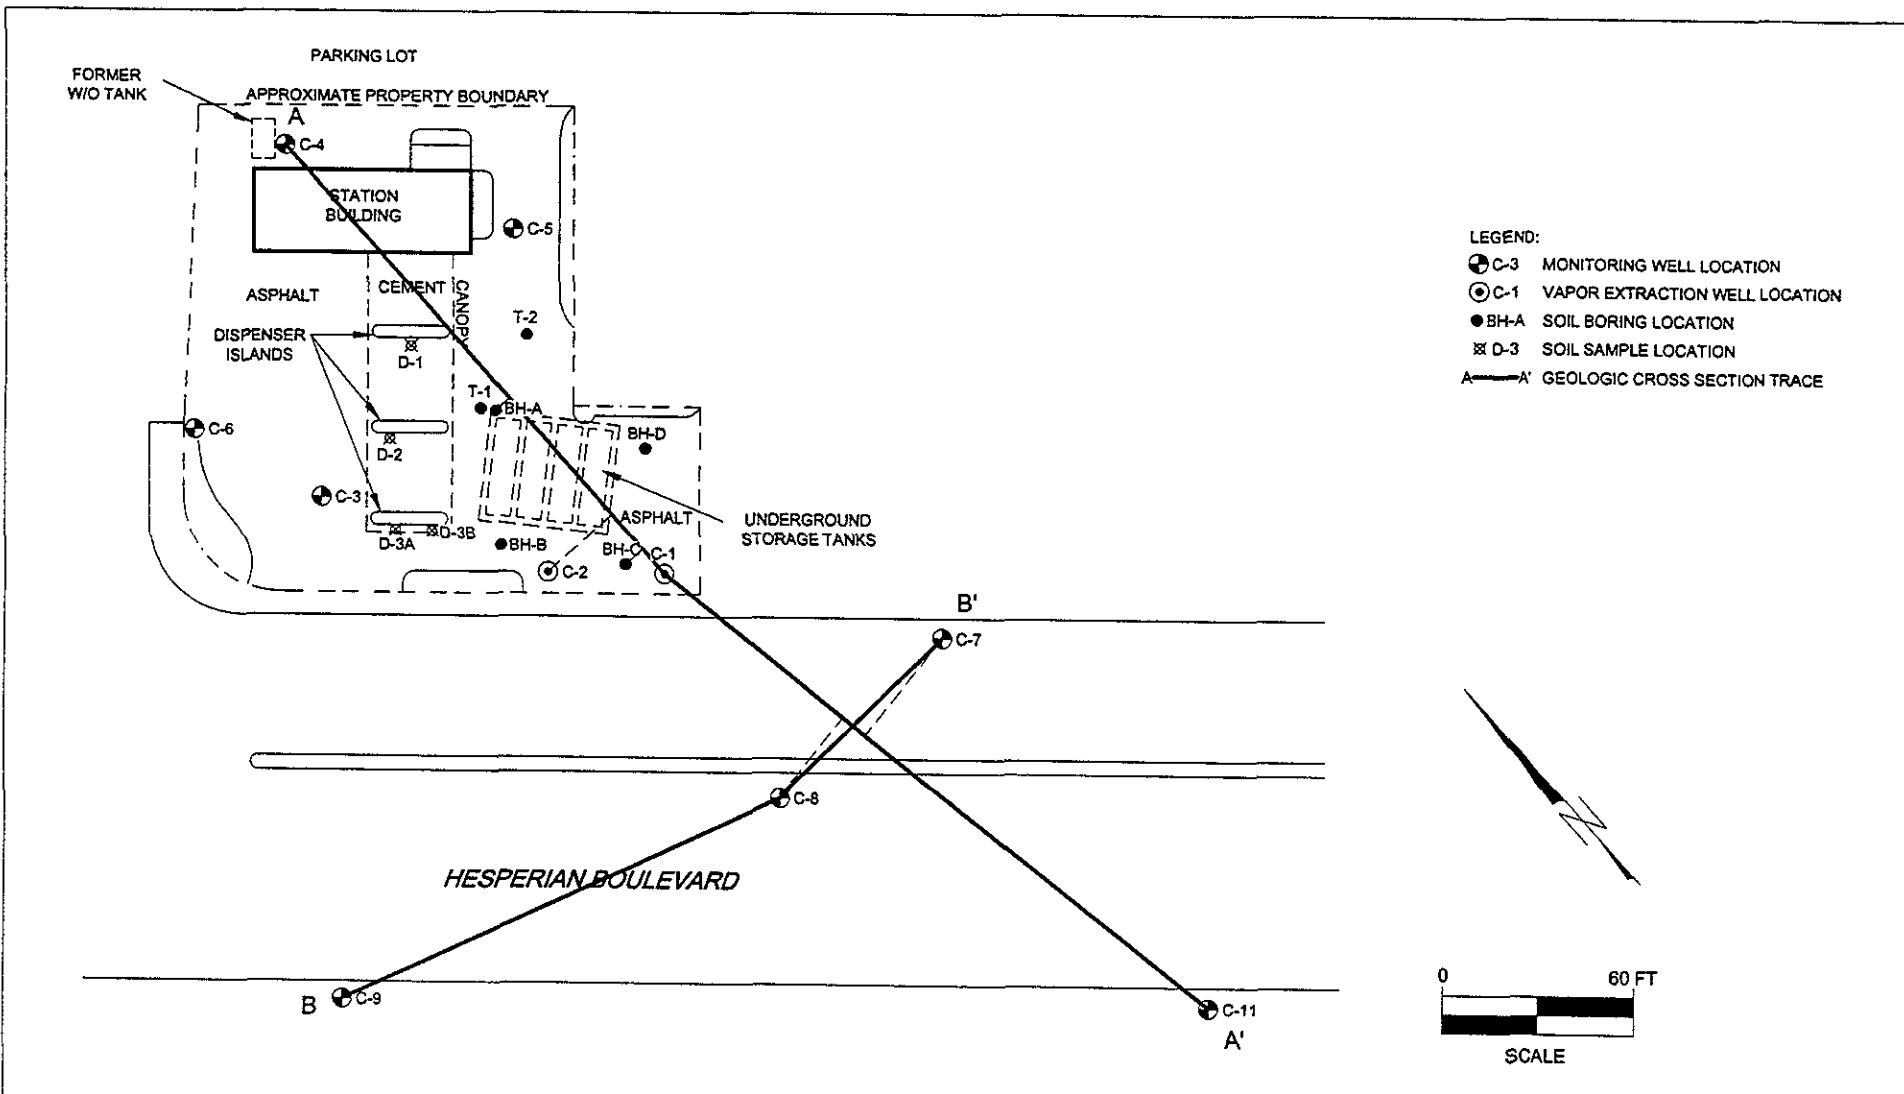 PARKING LOT
FORMER
W/O TANK
APPROXIMATE PROPERTY BOUNDARY
A
C-4
STATION
BUILDING
C-5
ASPHALT
CEMENT
CANOPY
DISPENSER
ISLANDS
D-1
T-2
T-1
BH-A
C-6
D-2
BH-D
C-3
D-3A
D-3B
ASPHALT
UNDERGROUND
STORAGE TANKS
BH-B
BH-C
C-1
C-2
B'
C-7
C-8
HESPERIAN BOULEVARD
B
C-9
C-11
A'
LEGEND:
C-3 MONITORING WELL LOCATION
C-1 VAPOR EXTRACTION WELL LOCATION
BH-A SOIL BORING LOCATION
D-3 SOIL SAMPLE LOCATION
A A' GEOLOGIC CROSS SECTION TRACE
N
0 60 FT
SCALE